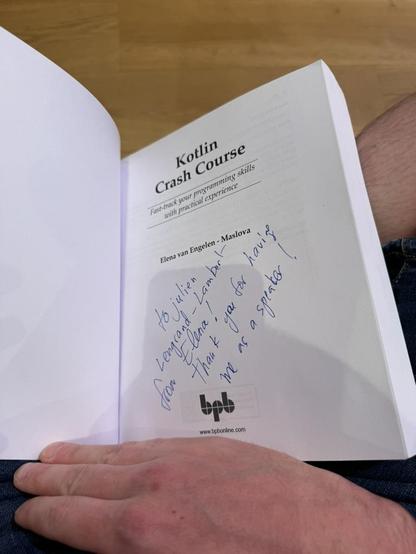 Kotlin
Crash Course
Fast-track your programming skills
with practical experience
Elena van Engelen - Maslova
to julien
Lengrand-Lambert
from Elena!
Thank you for having
me as a speaker!
bpb
www.bpbonline.com